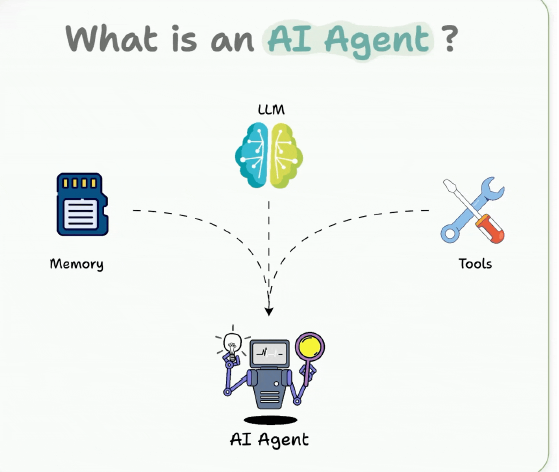 What is an AI Agent ?
LLM
Memory
Tools
AI Agent